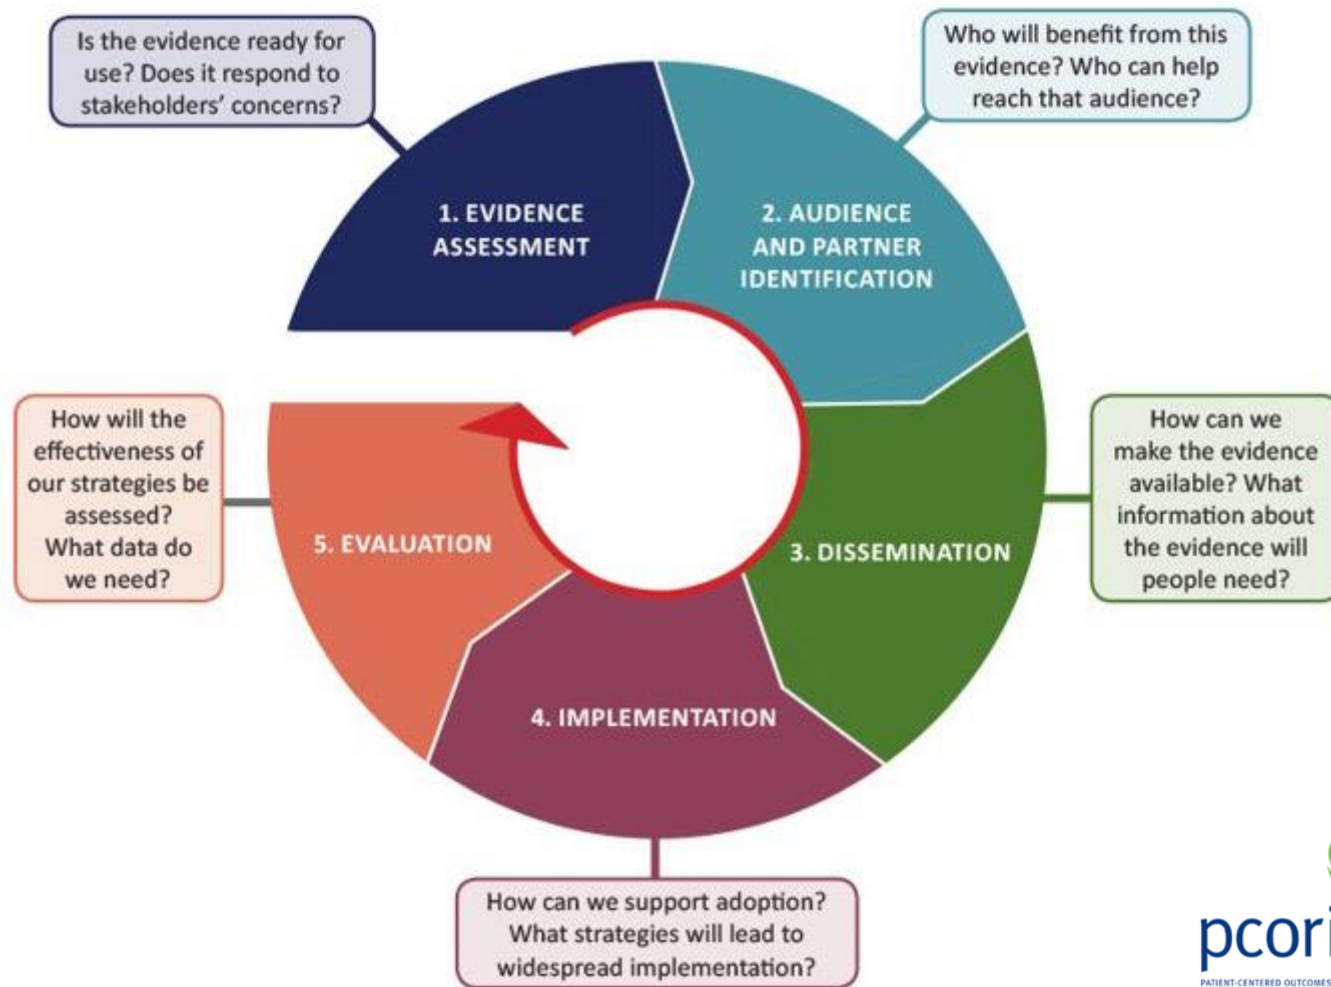 Is the evidence ready for
use? Does it respond to
stakeholders’ concerns?
Who will benefit from this
evidence? Who can help
reach that audience?
1. EVIDENCE
ASSESSMENT
2. AUDIENCE
AND PARTNER
IDENTIFICATION
How will the
effectiveness of
our strategies be
assessed?
What data do
we need?
How can we
make the evidence
available? What
information about
the evidence will
people need?
5. EVALUATION
3. DISSEMINATION
4. IMPLEMENTATION
How can we support adoption?
What strategies will lead to
widespread implementation?
pcori
PATIENT-CENTERED OUTCOMES